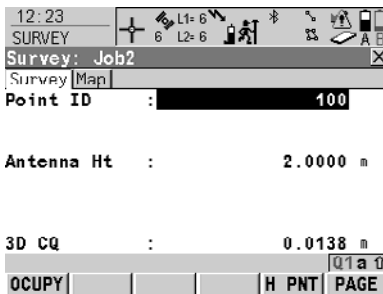 12:23
SURVEY
6
L1= 6
L2= 6
A B
Survey: Job2
X
Survey Map
Point ID : 100
Antenna Ht : 2.0000 m
3D CQ : 0.0138 m
Q1a
OCUPY H PNT PAGE